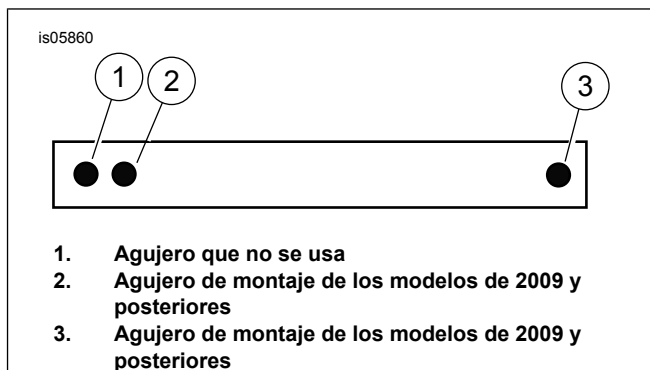 is05860
1 2 3
1. Agujero que no se usa
2. Agujero de montaje de los modelos de 2009 y
posteriores
3. Agujero de montaje de los modelos de 2009 y
posteriores